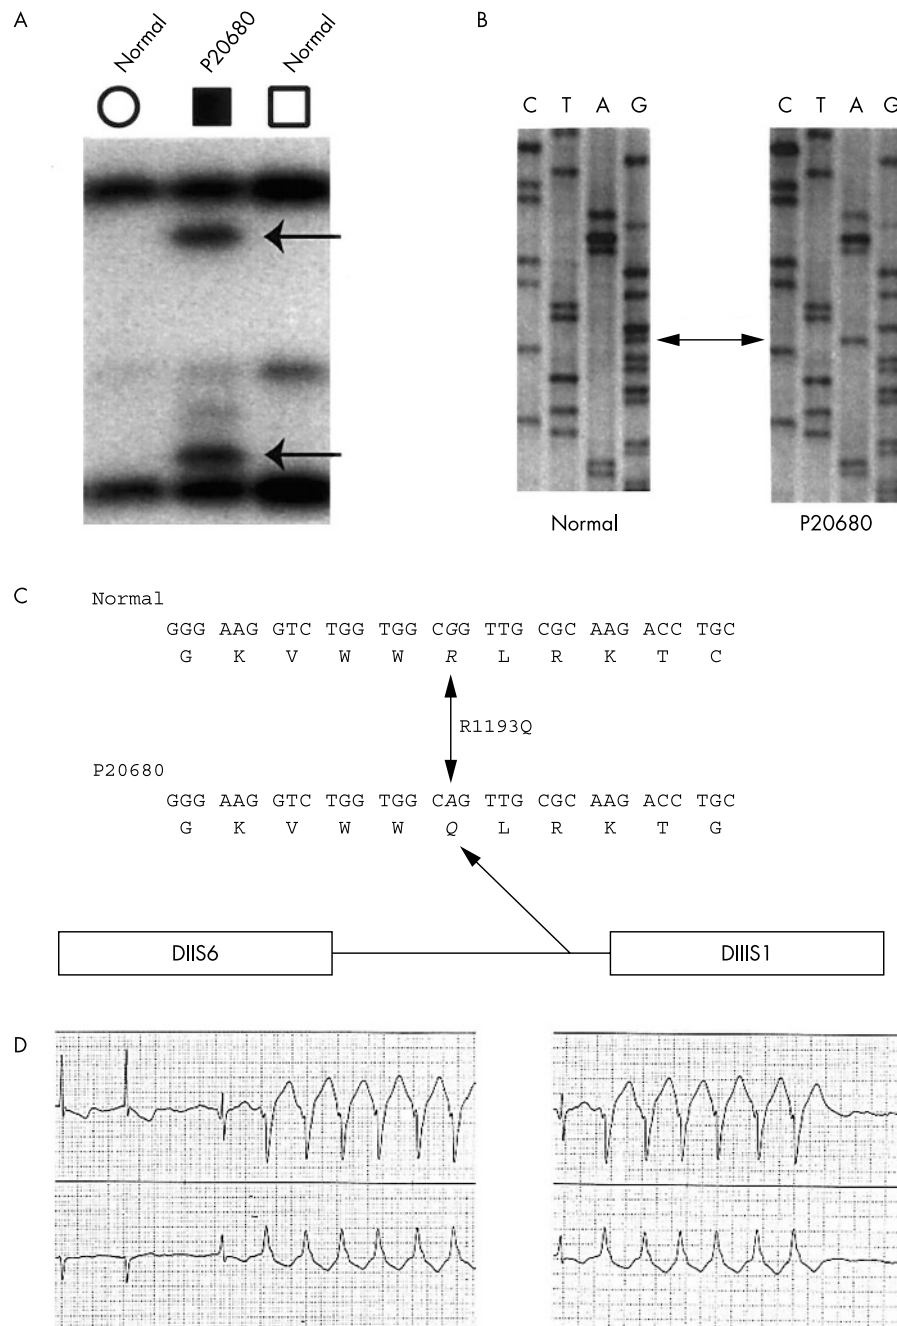 A
Normal
P20680
Normal
B
C T A G
C T A G
Normal
P20680
C
Normal
GGG AAG GTC TGG TGG CGG TTG CGC AAG ACC TGC
G K V W W R L R K T C
R1193Q
P20680
GGG AAG GTC TGG TGG CAG TTG CGC AAG ACC TGC
G K V W W Q L R K T G
DIIS6
DIIIS1
D